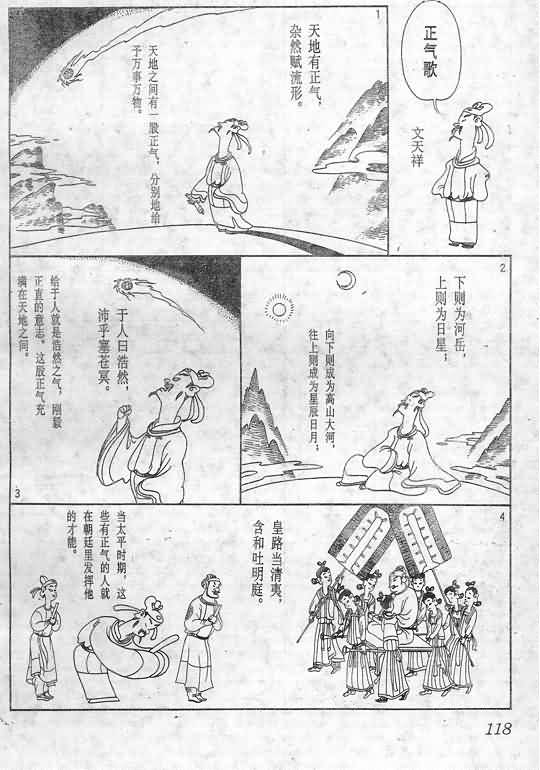 正气歌
文天祥
1
天地有正气，
杂然赋流形。
天地之间有一股正气，分别地给
予万事万物。
2
下则为河岳，
上则为日星；
向下则成为高山大河，
往上则成为星辰日月；
于人曰浩然，
沛乎塞苍冥。
给于人就是浩然之气，刚毅
正直的意志。这股正气充
满在天地之间。
3
4
皇路当清夷，
含和吐明庭。
当太平时期，这
些有正气的人就
在朝廷里发挥他
的才能。
118